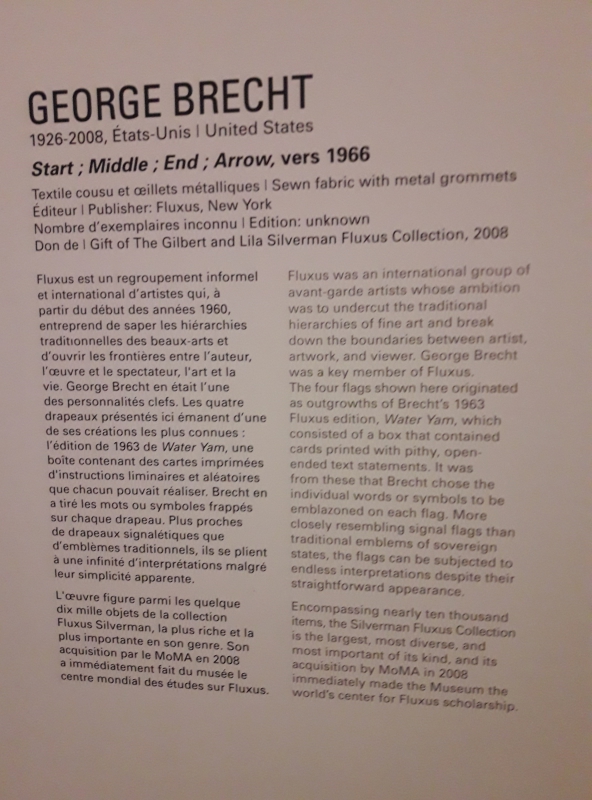 GEORGE BRECHT
1926-2008, États-Unis | United States
Start ; Middle ; End ; Arrow, vers 1966
Textile cousu et œillets métalliques | Sewn fabric with metal grommets
Éditeur | Publisher: Fluxus, New York
Nombre d'exemplaires inconnu | Edition: unknown
Don de | Gift of The Gilbert and Lila Silverman Fluxus Collection, 2008
Fluxus est un regroupement informel
et international d'artistes qui, à
partir du début des années 1960,
entreprend de saper les hiérarchies
traditionnelles des beaux-arts et
d'ouvrir les frontières entre l'auteur,
l'œuvre et le spectateur, l'art et la
vie. George Brecht en était l'une
des personnalités clefs. Les quatre
drapeaux présentés ici émanent d'une
de ses créations les plus connues :
l'édition de 1963 de Water Yam, une
boîte contenant des cartes imprimées
d'instructions liminaires et aléatoires
que chacun pouvait réaliser. Brecht en
a tiré les mots ou symboles frappés
sur chaque drapeau. Plus proches
de drapeaux signalétiques que
d'emblèmes traditionnels, ils se plient
à une infinité d'interprétations malgré
leur simplicité apparente.
L'œuvre figure parmi les quelque
dix mille objets de la collection
Fluxus Silverman, la plus riche et la
plus importante en son genre. Son
acquisition par le MoMA en 2008
a immédiatement fait du musée le
centre mondial des études sur Fluxus.
Fluxus was an international group of
avant-garde artists whose ambition
was to undercut the traditional
hierarchies of fine art and break
down the boundaries between artist,
artwork, and viewer. George Brecht
was a key member of Fluxus.
The four flags shown here originated
as outgrowths of Brecht's 1963
Fluxus edition, Water Yam, which
consisted of a box that contained
cards printed with pithy, open-
ended text statements. It was
from these that Brecht chose the
individual words or symbols to be
emblazoned on each flag. More
closely resembling signal flags than
traditional emblems of sovereign
states, the flags can be subjected to
endless interpretations despite their
straightforward appearance.
Encompassing nearly ten thousand
items, the Silverman Fluxus Collection
is the largest, most diverse, and
most important of its kind, and its
acquisition by MoMA in 2008
immediately made the Museum the
world's center for Fluxus scholarship.